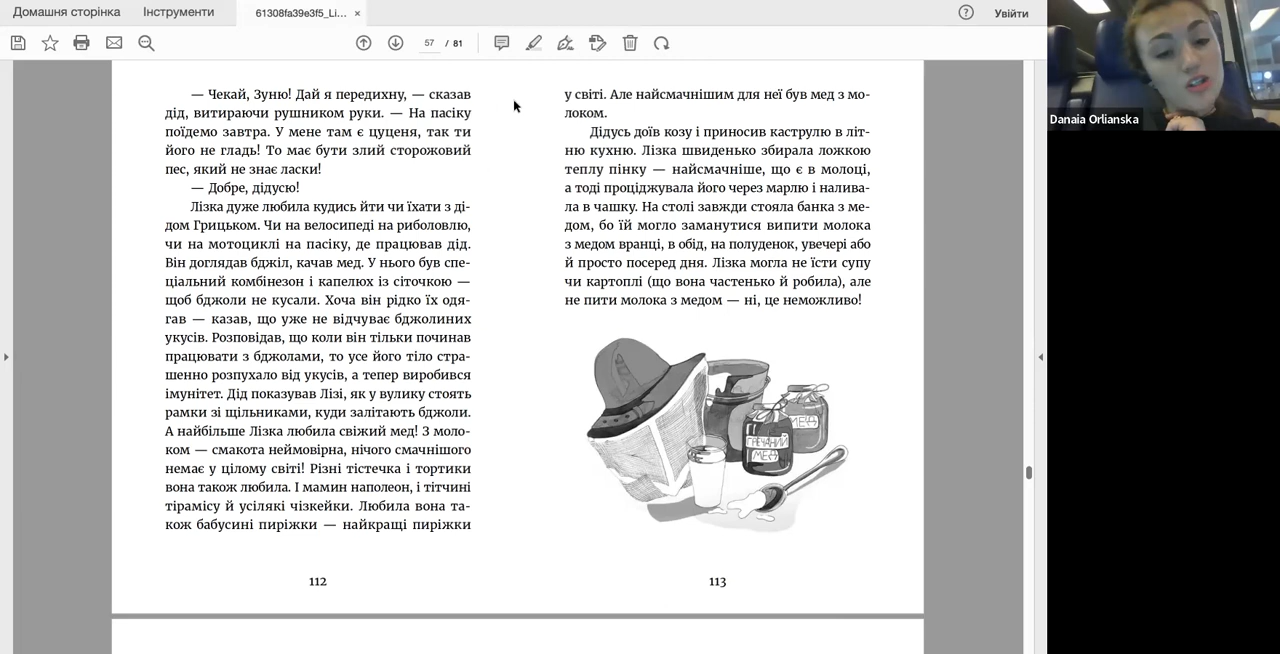 Домашня сторінка
Інструменти
61308fa39e3f5_Li... ×
? Увійти
57 / 81
Danaia Orlianska
— Чекай, Зуню! Дай я передихну, — сказав
дід, витираючи рушником руки. — На пасіку
поїдемо завтра. У мене там є цуценя, так ти
його не гладь! То має бути злий сторожовий
пес, який не знає ласки!
— Добре, дідусю!
Лізка дуже любила кудись йти чи їхати з ді-
дом Грицьком. Чи на велосипеді на риболовлю,
чи на мотоциклі на пасіку, де працював дід.
Він доглядав бджіл, качав мед. У нього був спе-
ціальний комбінезон і капелюх із сіточкою —
щоб бджоли не кусали. Хоча він рідко їх одя-
гав — казав, що уже не відчуває бджолиних
укусів. Розповідав, що коли він тільки починав
працювати з бджолами, то усе його тіло стра-
шенно розпухало від укусів, а тепер виробився
імунітет. Дід показував Лізі, як у вулику стоять
рамки зі щільниками, куди залітають бджоли.
А найбільше Лізка любила свіжий мед! З моло-
ком — смакота неймовірна, нічого смачнішого
немає у цілому світі! Різні тістечка і тортики
вона також любила. І мамин наполеон, і тітчині
тірамісу й усілякі чізкейки. Любила вона та-
кож бабусині пиріжки — найкращі пиріжки
112
у світі. Але найсмачнішим для неї був мед з мо-
локом.
Дідусь доїв козу і приносив каструлю в літ-
ню кухню. Лізка швиденько збирала ложкою
теплу пінку — найсмачніше, що є в молоці,
а тоді проціджувала його через марлю і налива-
ла в чашку. На столі завжди стояла банка з ме-
дом, бо їй могло заманутися випити молока
з медом вранці, в обід, на полуденок, увечері або
й просто посеред дня. Лізка могла не їсти супу
чи картоплі (що вона частенько й робила), але
не пити молока з медом — ні, це неможливо!
МЕД
ГРЕЧАНИЙ
МЕД
113